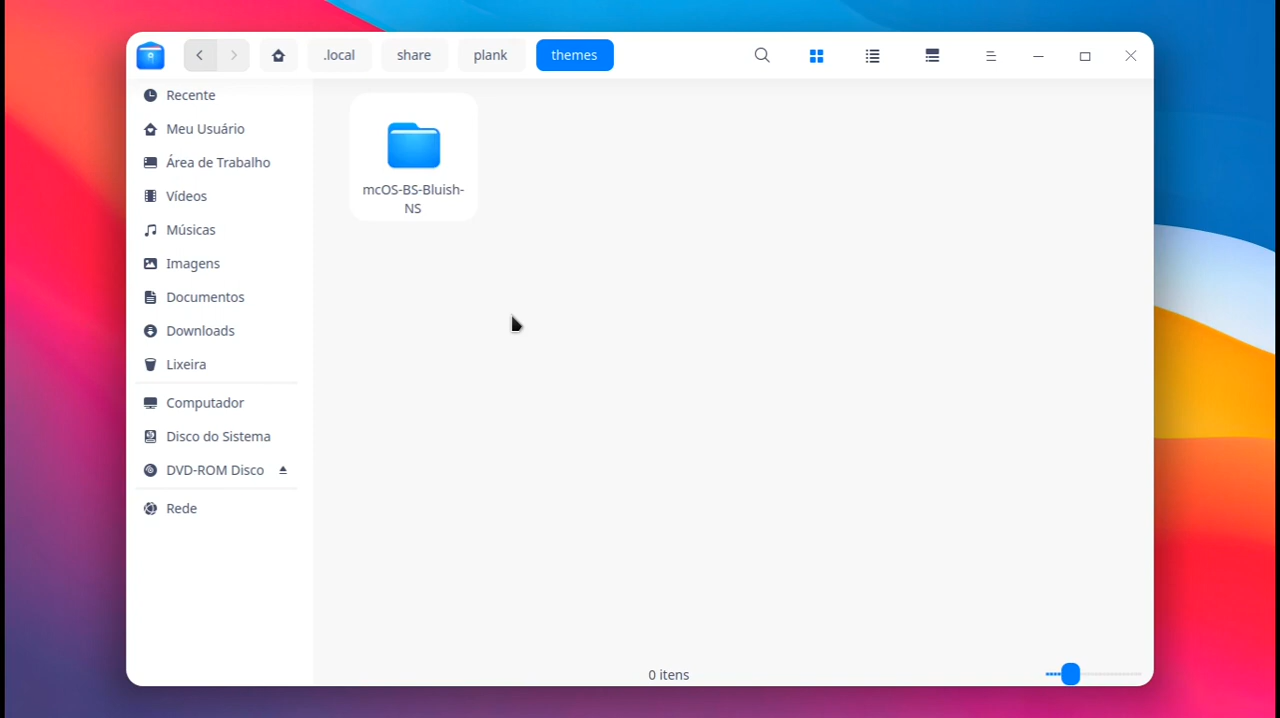 .local
share
plank
themes
Recente
Meu Usuário
Área de Trabalho
Vídeos
Músicas
Imagens
Documentos
Downloads
Lixeira
Computador
Disco do Sistema
DVD-ROM Disco
Rede
mcOS-BS-Bluish-
NS
0 itens